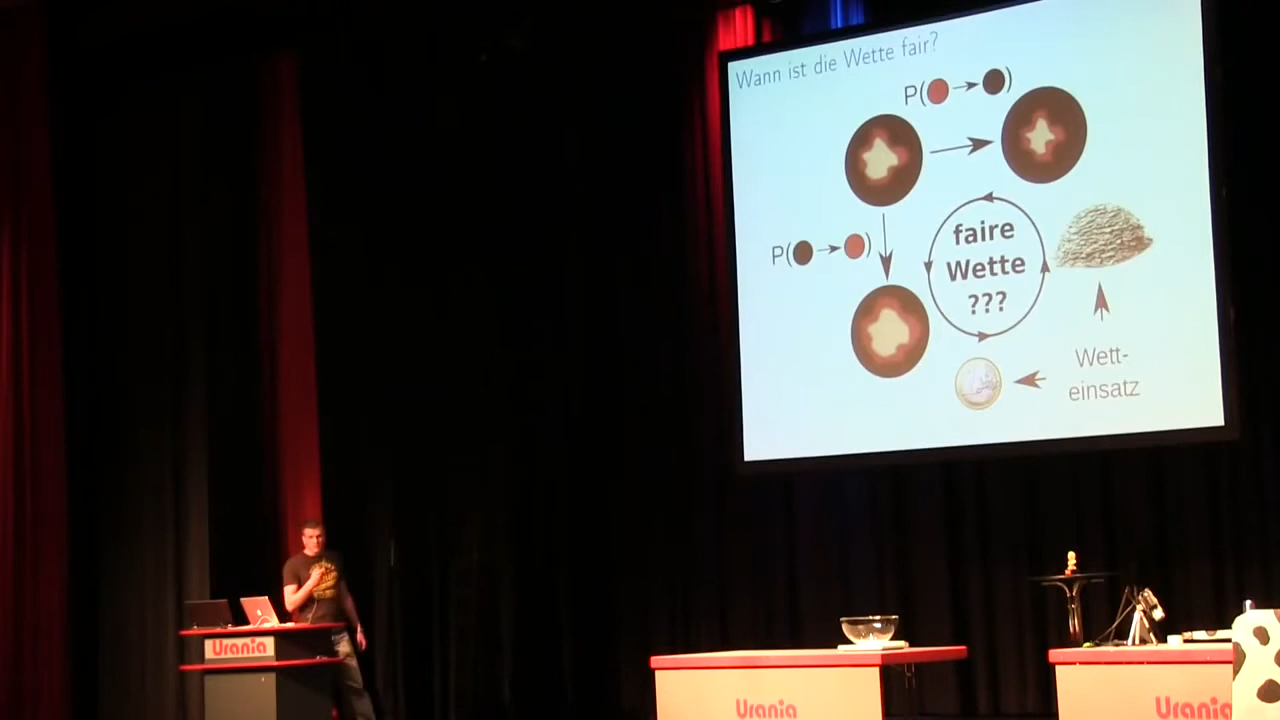 Wann ist die Wette fair?
P(→)
P(→)
faire
Wette
???
Wett-
einsatz
Urania
Urania
Urania